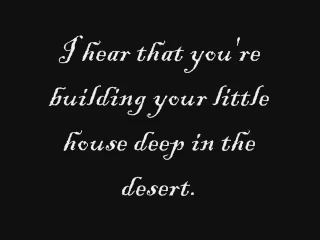 I hear that you're
building your little
house deep in the
desert.